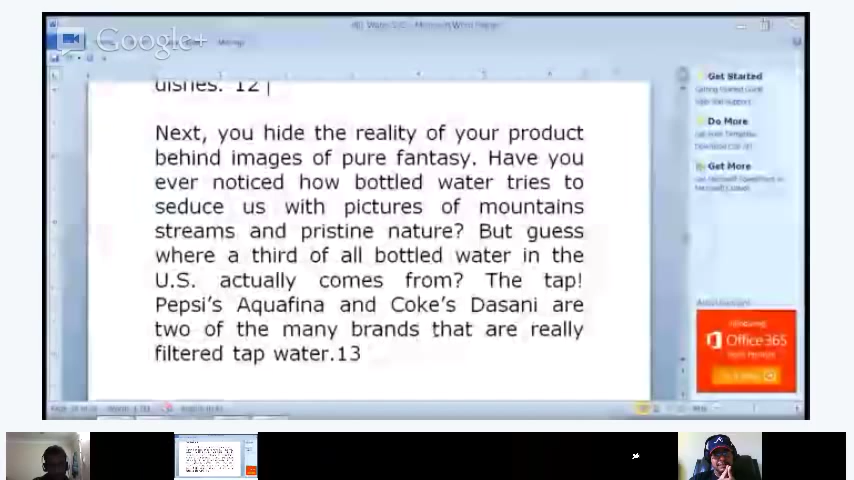 Google+
dishes. 12
Next, you hide the reality of your product
behind images of pure fantasy. Have you
ever noticed how bottled water tries to
seduce us with pictures of mountains
streams and pristine nature? But guess
where a third of all bottled water in the
U.S. actually comes from? The tap!
Pepsi's Aquafina and Coke's Dasani are
two of the many brands that are really
filtered tap water.13
Get Started
Do More
Get More
Office 365